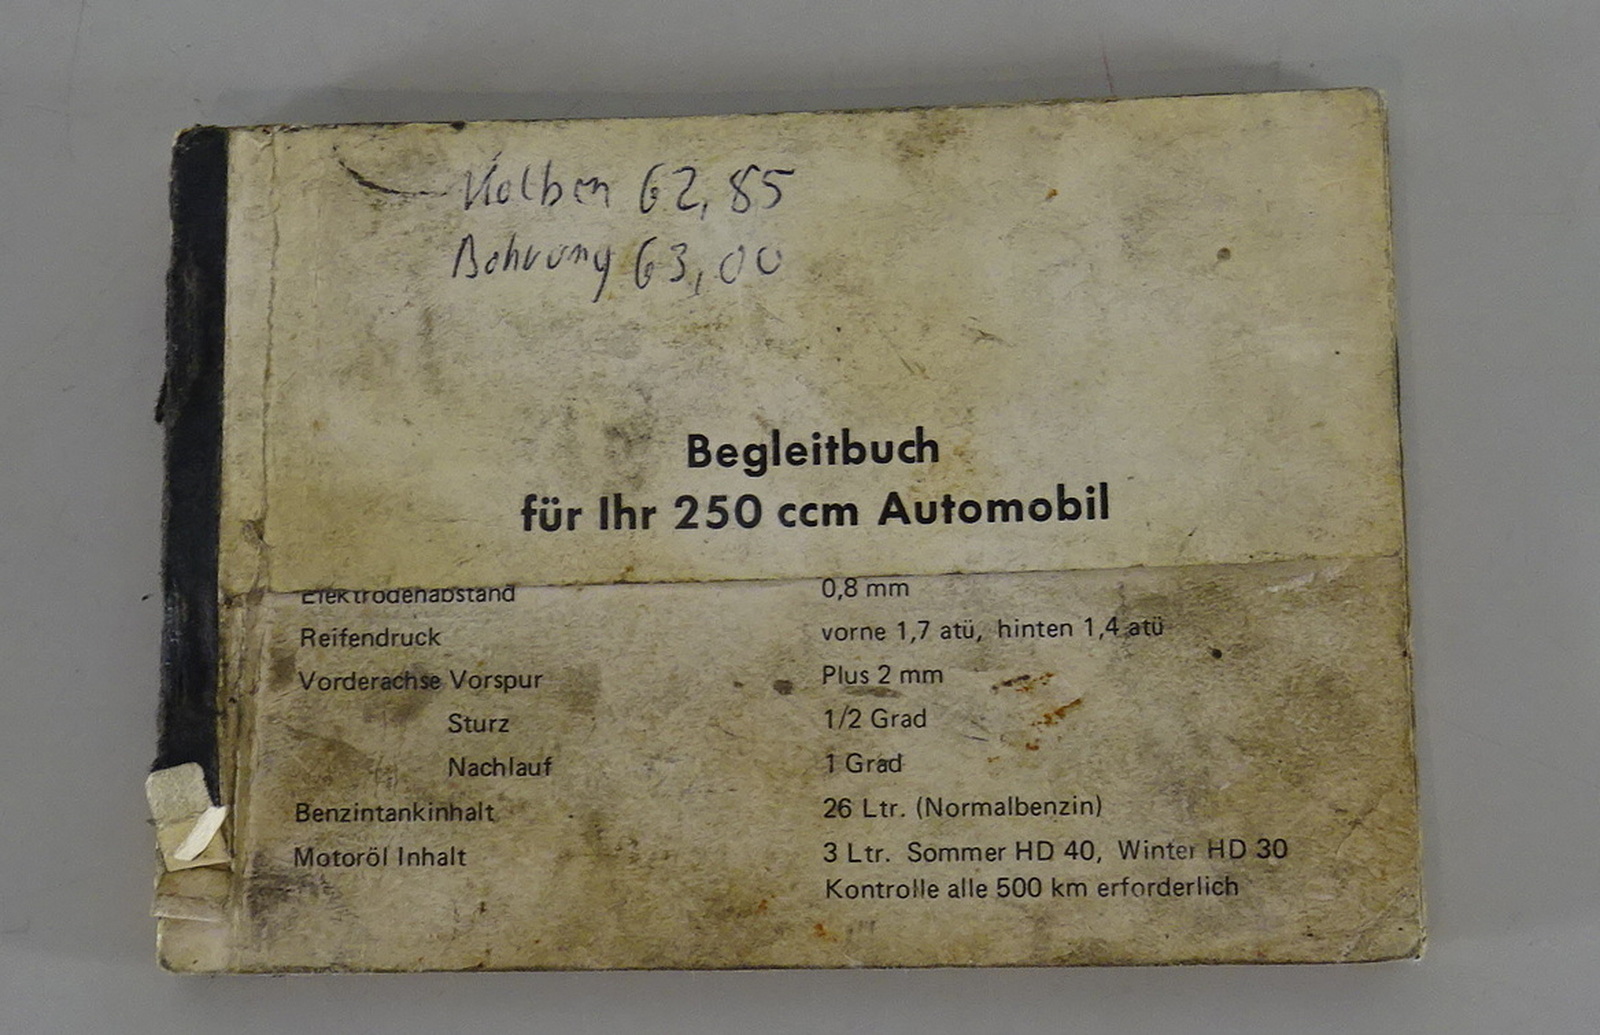 Kolben 62,85
Bohrung 63,00
Begleitbuch
für Ihr 250 ccm Automobil
Elektrodenabstand 0,8 mm
Reifendruck vorne 1,7 atü, hinten 1,4 atü
Vorderachse Vorspur Plus 2 mm
Sturz 1/2 Grad
Nachlauf 1 Grad
Benzintankinhalt 26 Ltr. (Normalbenzin)
Motoröl Inhalt 3 Ltr. Sommer HD 40, Winter HD 30
Kontrolle alle 500 km erforderlich